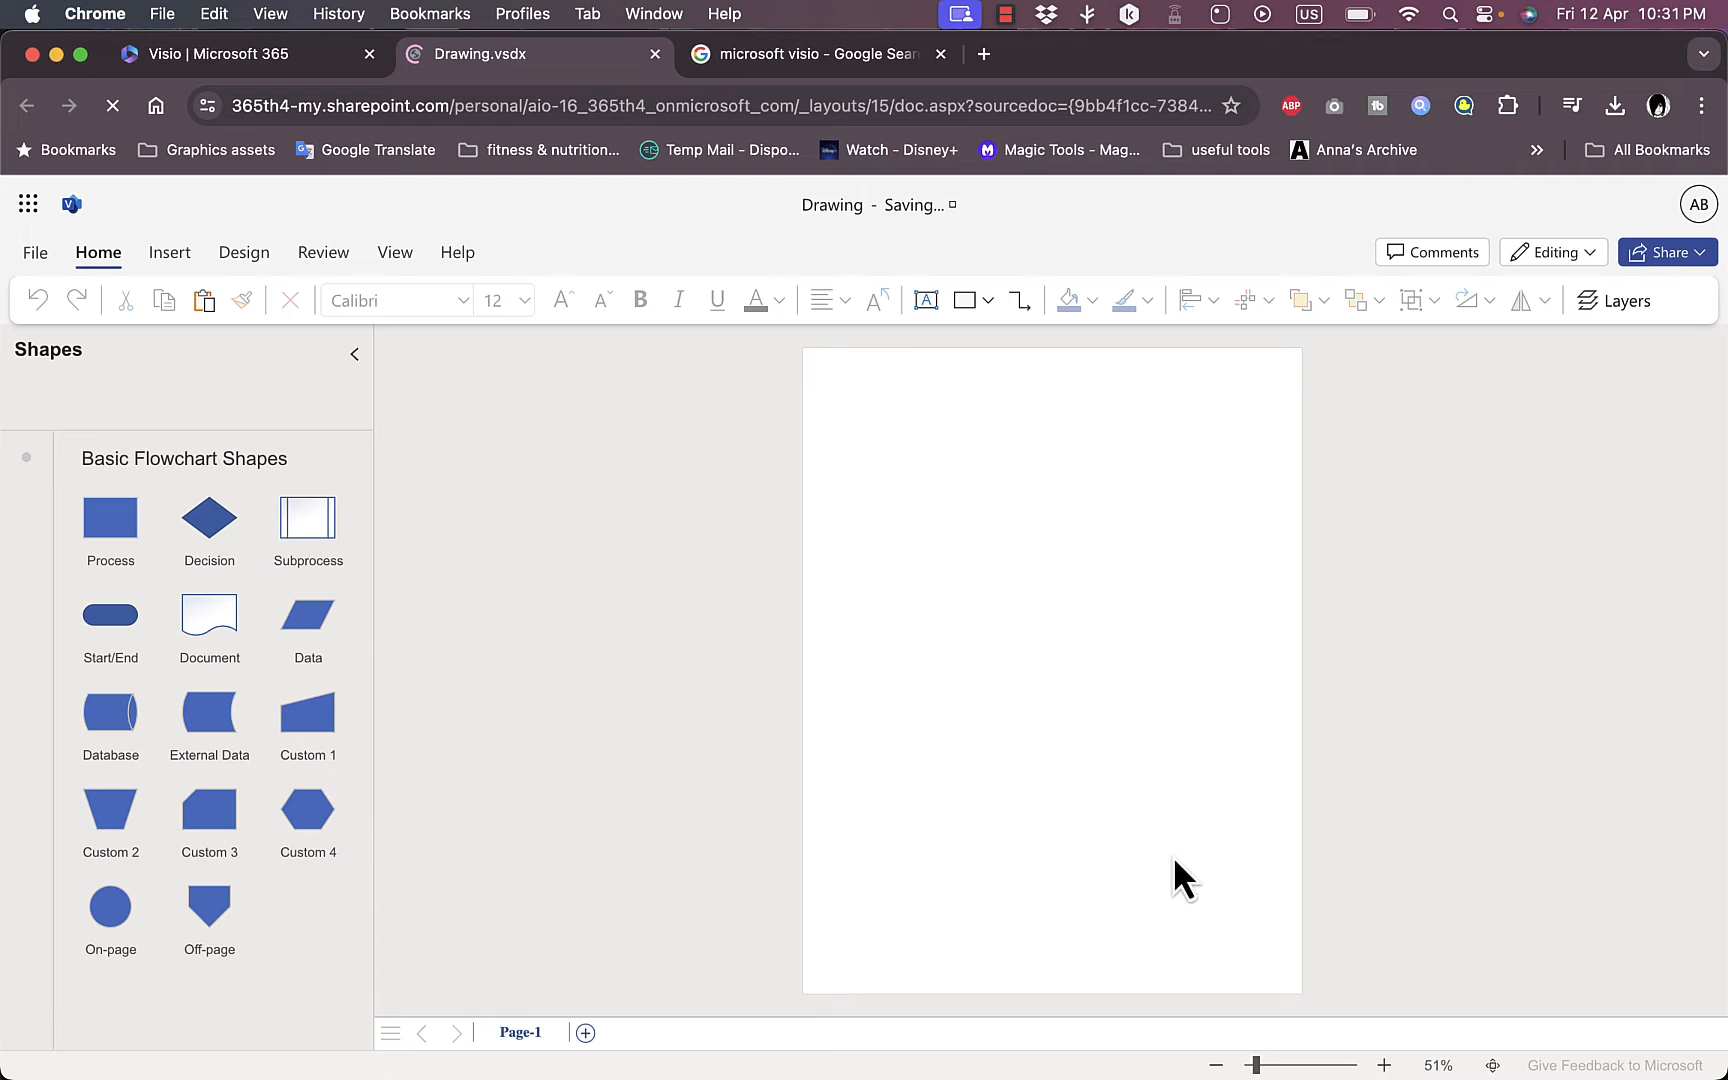 Chrome File Edit View History Bookmarks Profiles Tab Window Help US Fri 12 Apr 10:31 PM
Visio | Microsoft 365 Drawing.vsdx microsoft visio - Google Sear
365th4-my.sharepoint.com/personal/aio-16_365th4_onmicrosoft_com/_layouts/15/doc.aspx?sourcedoc={9bb4f1cc-7384... ABP
Bookmarks Graphics assets Google Translate fitness & nutrition... Temp Mail - Dispo... Watch - Disney+ Magic Tools - Mag... useful tools Anna's Archive All Bookmarks
Drawing - Saving... AB
File Home Insert Design Review View Help Comments Editing Share
Calibri 12 A A B I U A A A Layers
Shapes
Basic Flowchart Shapes
Process Decision Subprocess
Start/End Document Data
Database External Data Custom 1
Custom 2 Custom 3 Custom 4
On-page Off-page
Page-1
51% Give Feedback to Microsoft